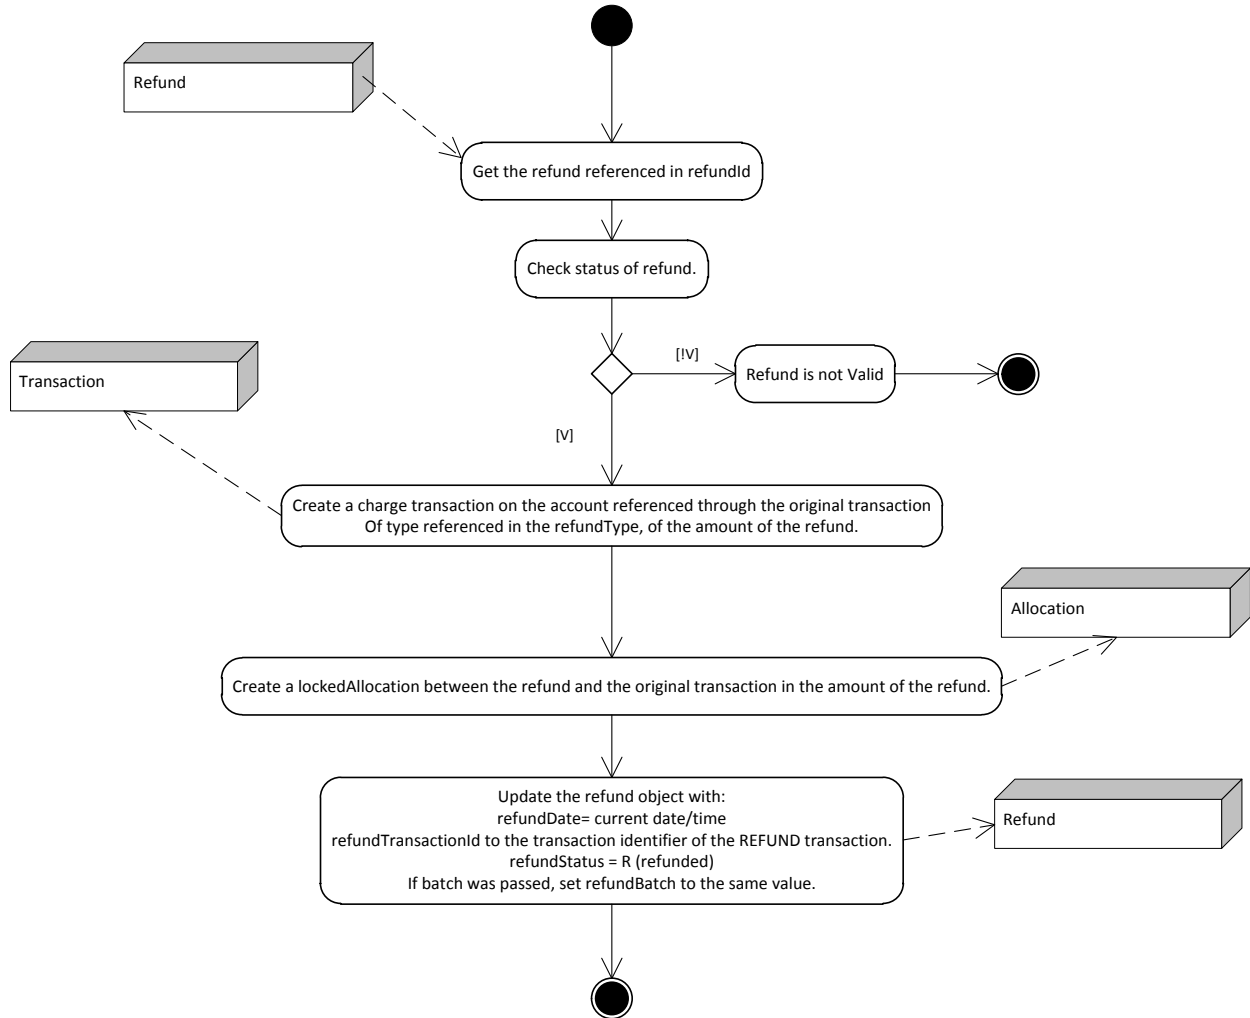 Refund
Get the refund referenced in refundId
Check status of refund.
[!V]
Refund is not Valid
Transaction
[V]
Create a charge transaction on the account referenced through the original transaction
Of type referenced in the refundType, of the amount of the refund.
Allocation
Create a lockedAllocation between the refund and the original transaction in the amount of the refund.
Update the refund object with:
refundDate= current date/time
refundTransactionId to the transaction identifier of the REFUND transaction.
refundStatus = R (refunded)
If batch was passed, set refundBatch to the same value.
Refund